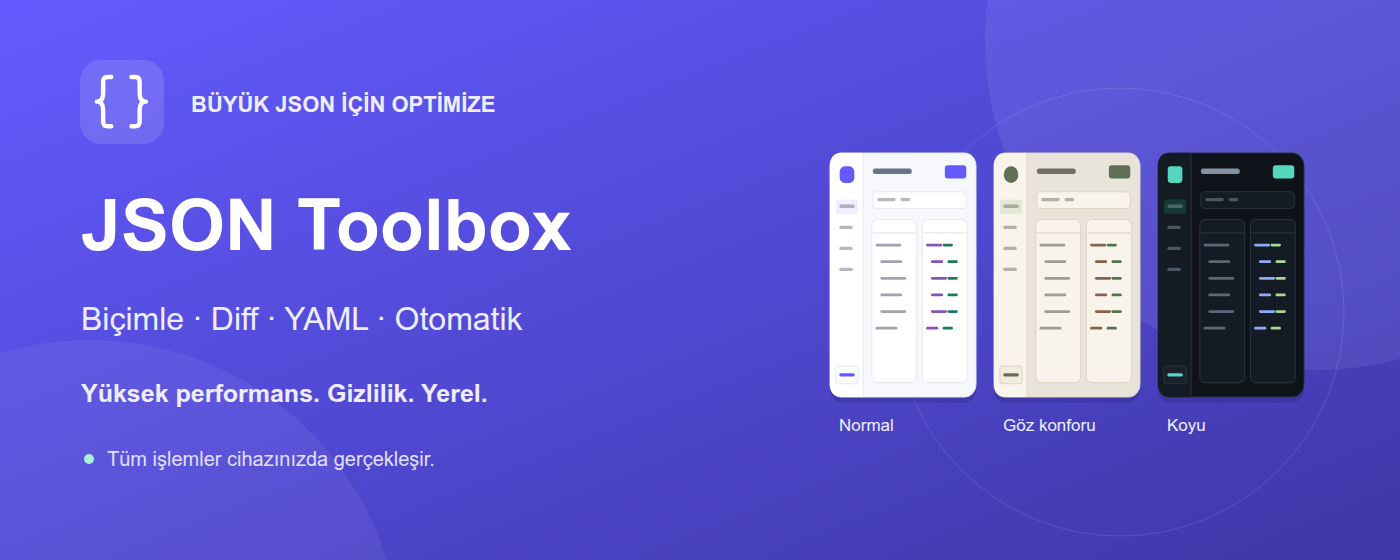 { }
BÜYÜK JSON İÇİN OPTİMİZE
JSON Toolbox
Biçimle · Diff · YAML · Otomatik
Yüksek performans. Gizlilik. Yerel.
Tüm işlemler cihazınızda gerçekleşir.
Normal
Göz konforu
Koyu